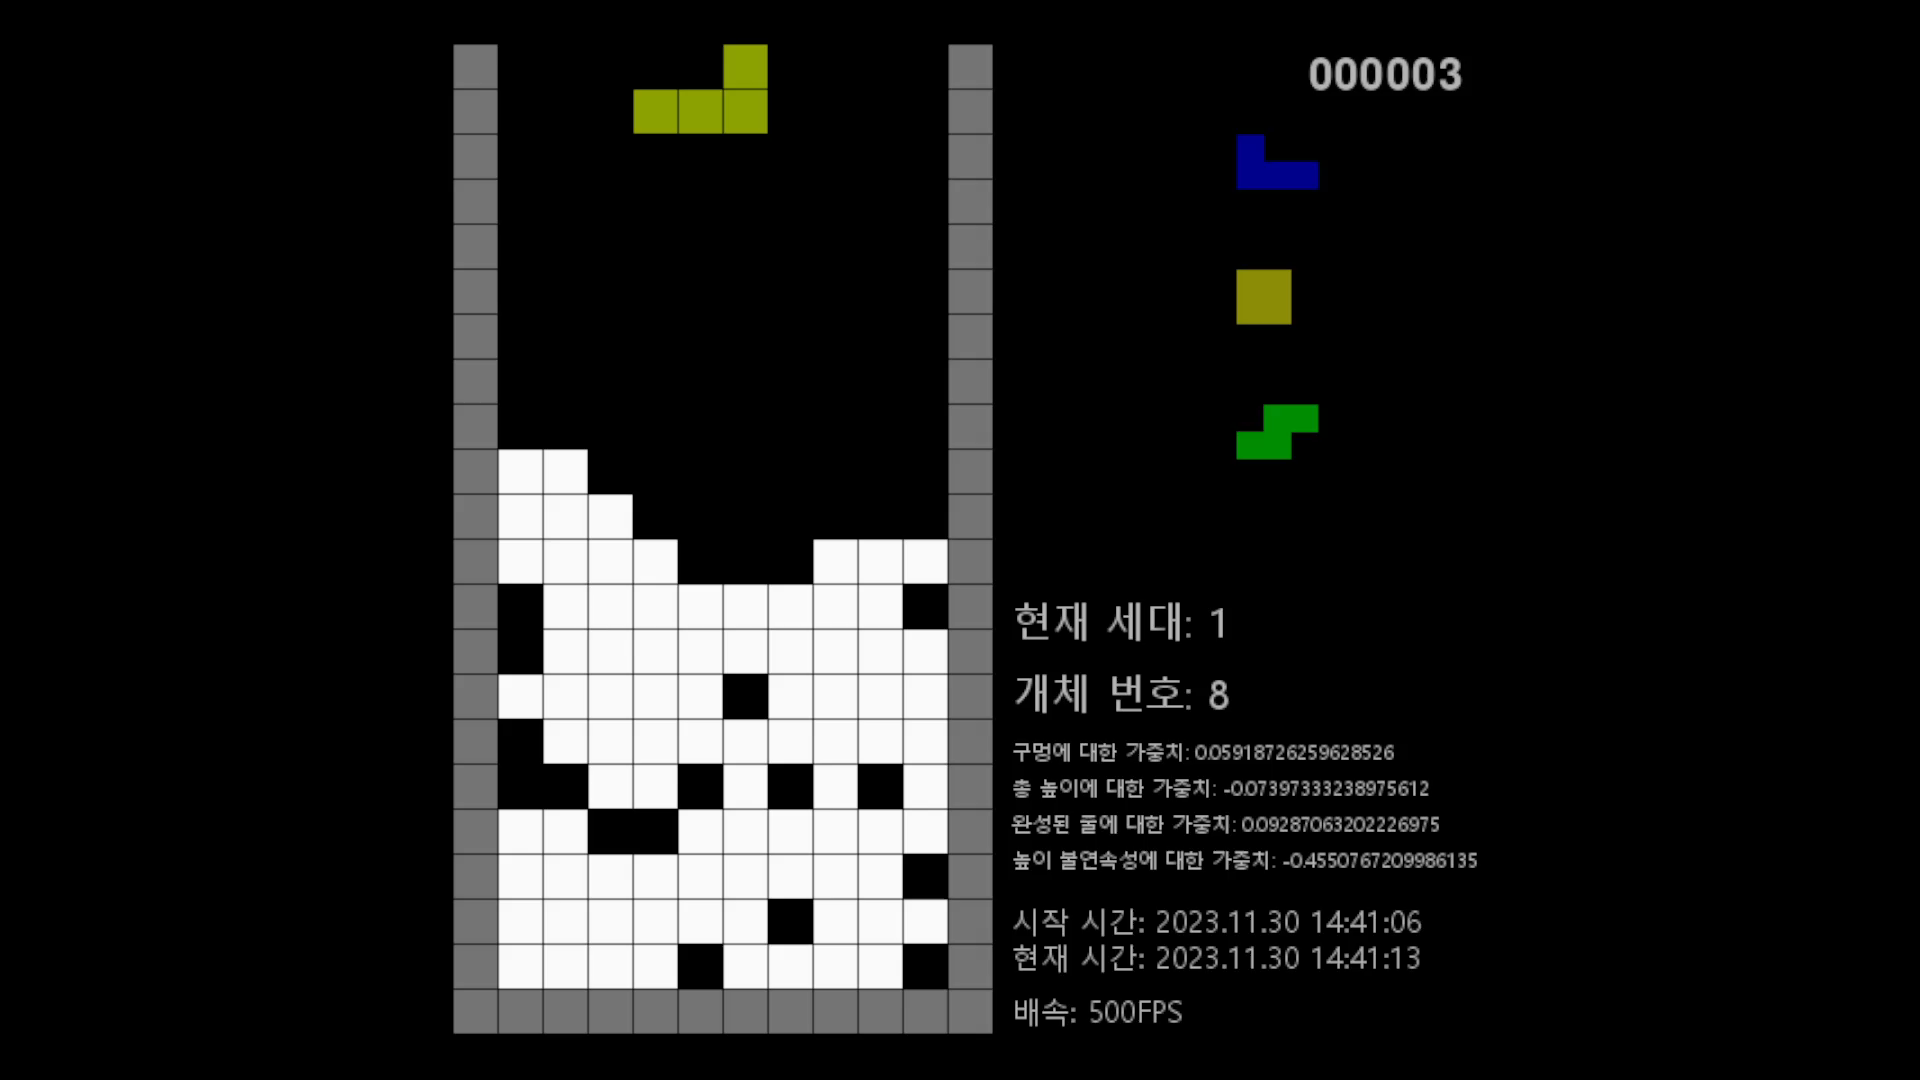 000003
현재 세대: 1
개체 번호: 8
구멍에 대한 가중치: 0.05918726259628526
총 높이에 대한 가중치: -0.07397333238975612
완성된 줄에 대한 가중치: 0.09287063202226975
높이 불연속성에 대한 가중치: -0.4550767209986135
시작 시간: 2023.11.30 14:41:06
현재 시간: 2023.11.30 14:41:13
배속: 500FPS